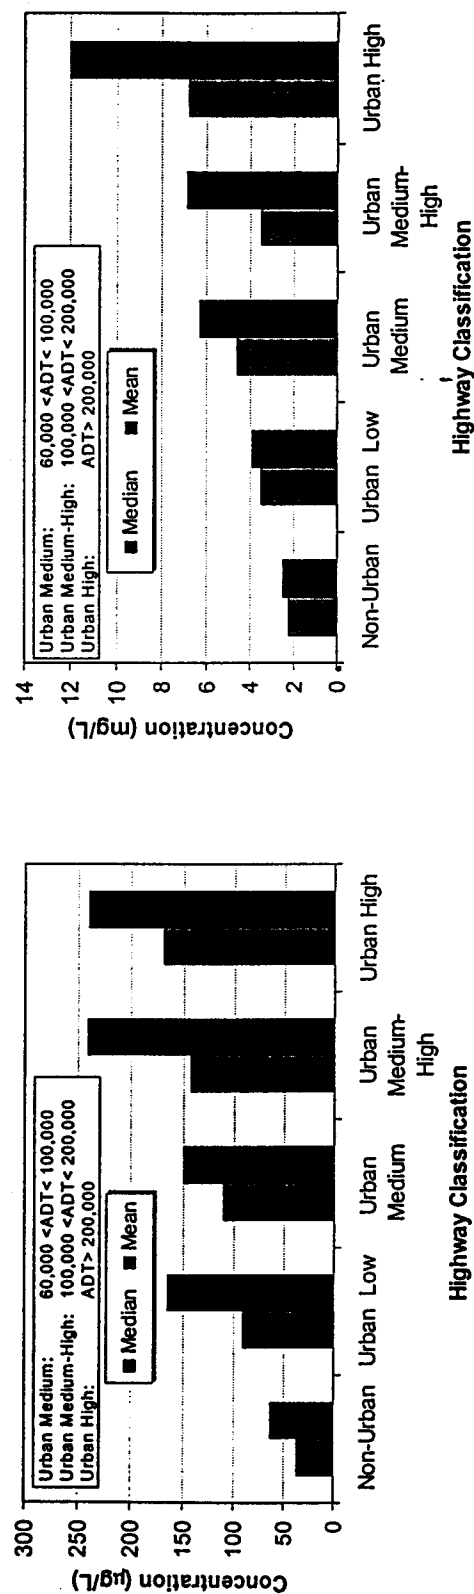 300
250
200
150
100
50
0
Concentration (µg/L)
Urban Medium: 60,000 <ADT< 100,000
Urban Medium-High: 100,000 <ADT< 200,000
Urban High: ADT> 200,000
Median Mean
Non-Urban
Urban Low
Urban
Medium
Urban
Medium-
High
Urban High
Highway Classification
14
12
10
8
6
4
2
0
Concentration (mg/L)
Urban Medium: 60,000 <ADT< 100,000
Urban Medium-High: 100,000 <ADT< 200,000
Urban High: ADT> 200,000
Median Mean
Non-Urban
Urban Low
Urban
Medium
Urban
Medium-
High
Urban High
Highway Classification